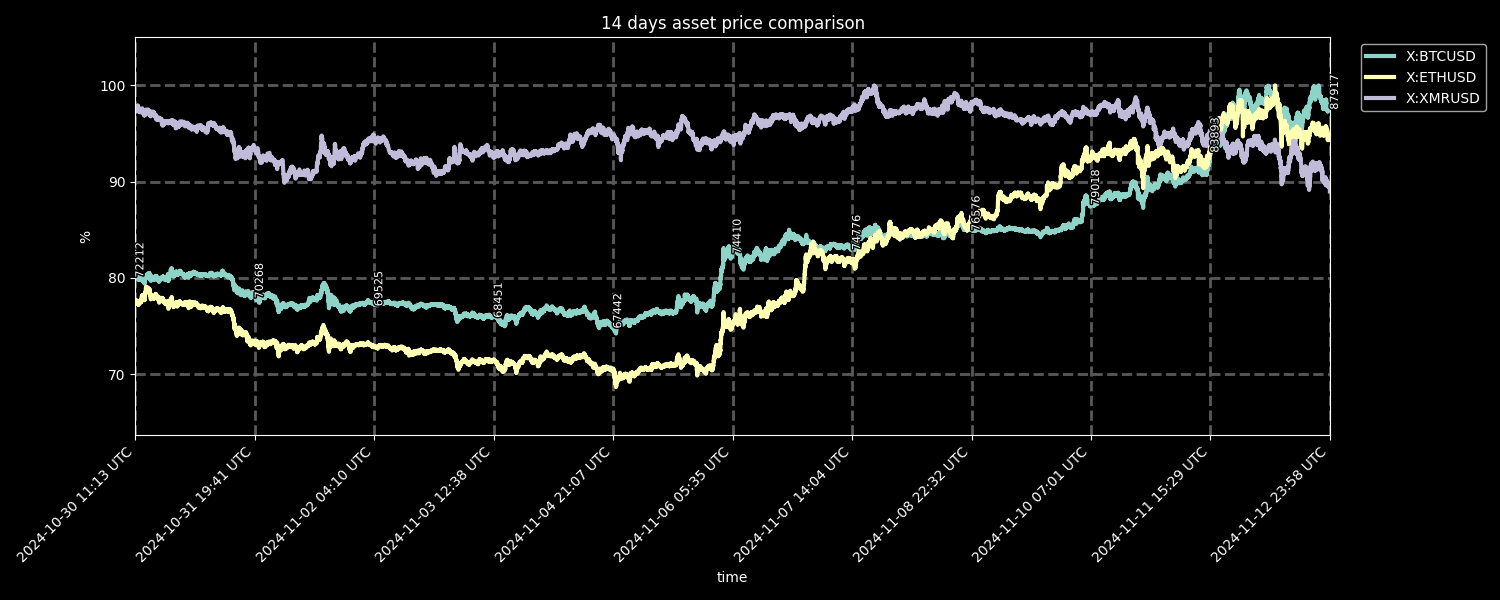 14 days asset price comparison
X:BTCUSD
X:ETHUSD
X:XMRUSD
%
100
90
80
70
72212
70268
69525
68451
67442
74410
74776
76576
79018
83893
87917
2024-10-30 11:13 UTC
2024-10-31 19:41 UTC
2024-11-02 04:10 UTC
2024-11-03 12:38 UTC
2024-11-04 21:07 UTC
2024-11-06 05:35 UTC
2024-11-07 14:04 UTC
2024-11-08 22:32 UTC
2024-11-10 07:01 UTC
2024-11-11 15:29 UTC
2024-11-12 23:58 UTC
time